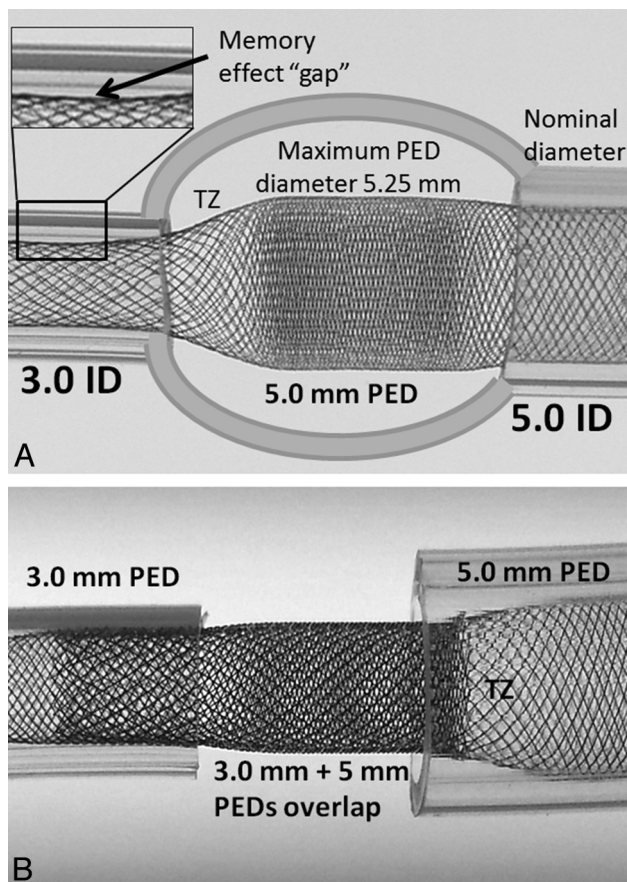 Memory
effect “gap”
Nominal
diameter
Maximum PED
diameter 5.25 mm
TZ
3.0 ID
5.0 mm PED
5.0 ID
A
3.0 mm PED
5.0 mm PED
TZ
3.0 mm + 5 mm
PEDs overlap
B